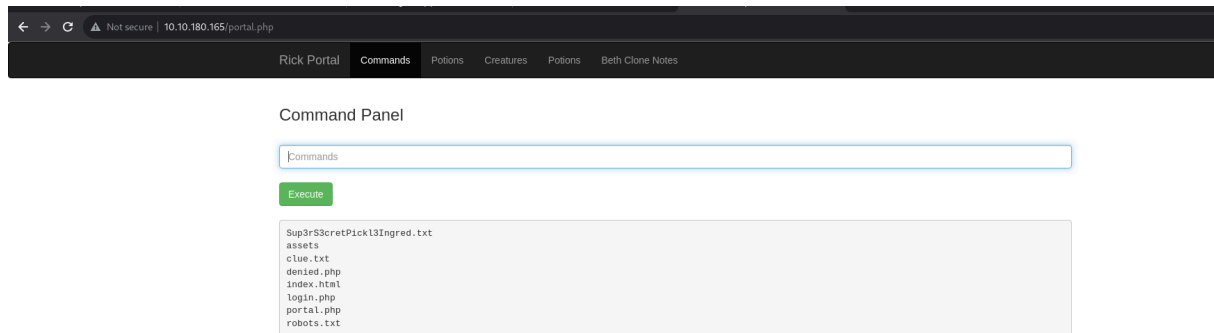 Not secure | 10.10.180.165/portal.php
Rick Portal Commands Potions Creatures Potions Beth Clone Notes
Command Panel
Commands
Execute
Sup3rS3cretPickl3Ingred.txt
assets
clue.txt
denied.php
index.html
login.php
portal.php
robots.txt